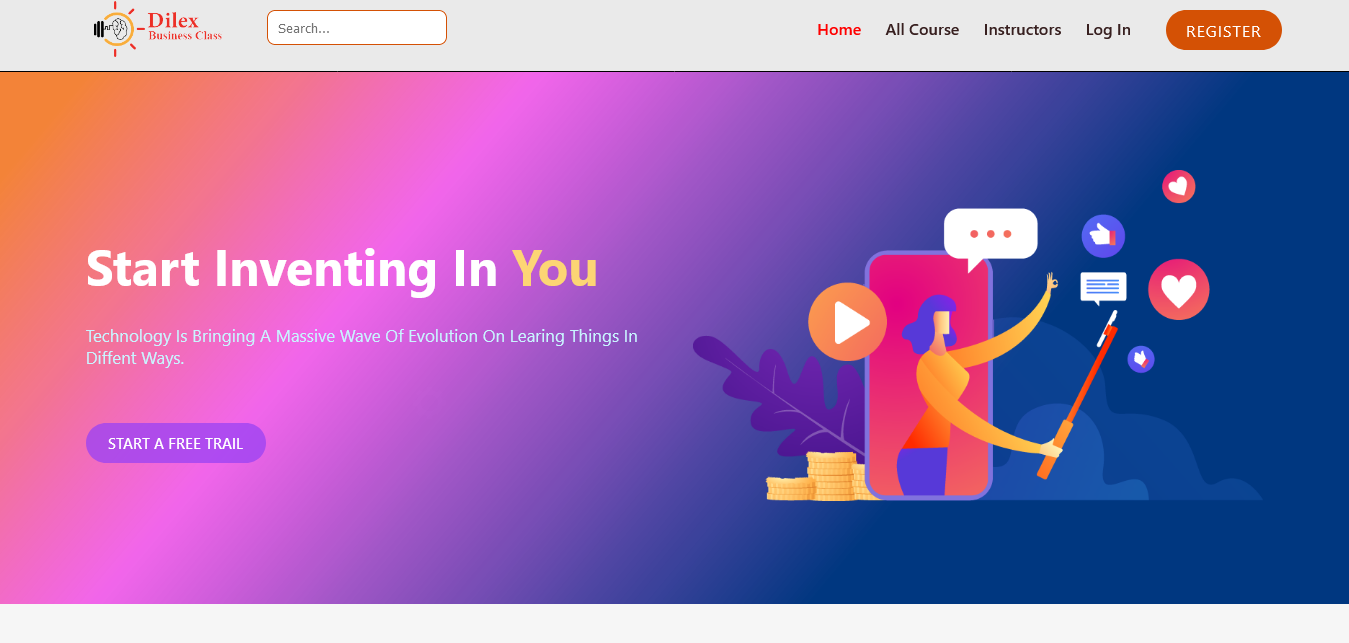 Dilex
Business Class
Search...
Home
All Course
Instructors
Log In
REGISTER
Start Inventing In You
Technology Is Bringing A Massive Wave Of Evolution On Learing Things In
Diffent Ways.
START A FREE TRAIL